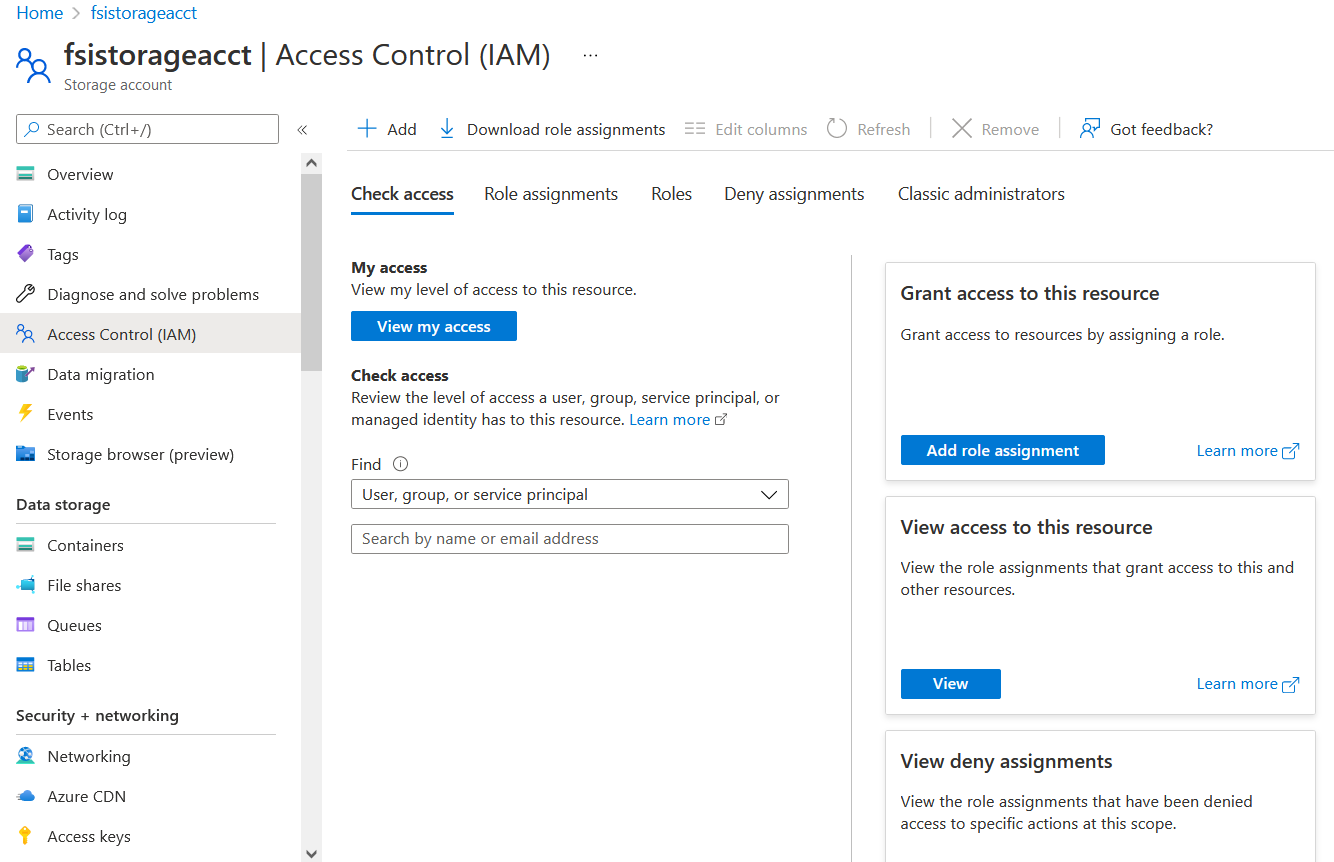 Home > fsistorageacct
fsistorageacct | Access Control (IAM) ...
Storage account
Search (Ctrl+/)
«
Overview
Activity log
Tags
Diagnose and solve problems
Access Control (IAM)
Data migration
Events
Storage browser (preview)
Data storage
Containers
File shares
Queues
Tables
Security + networking
Networking
Azure CDN
Access keys
Add Download role assignments Edit columns Refresh Remove Got feedback?
Check access Role assignments Roles Deny assignments Classic administrators
My access
View my level of access to this resource.
View my access
Check access
Review the level of access a user, group, service principal, or
managed identity has to this resource. Learn more
Find
User, group, or service principal
Search by name or email address
Grant access to this resource
Grant access to resources by assigning a role.
Add role assignment Learn more
View access to this resource
View the role assignments that grant access to this and
other resources.
View Learn more
View deny assignments
View the role assignments that have been denied
access to specific actions at this scope.